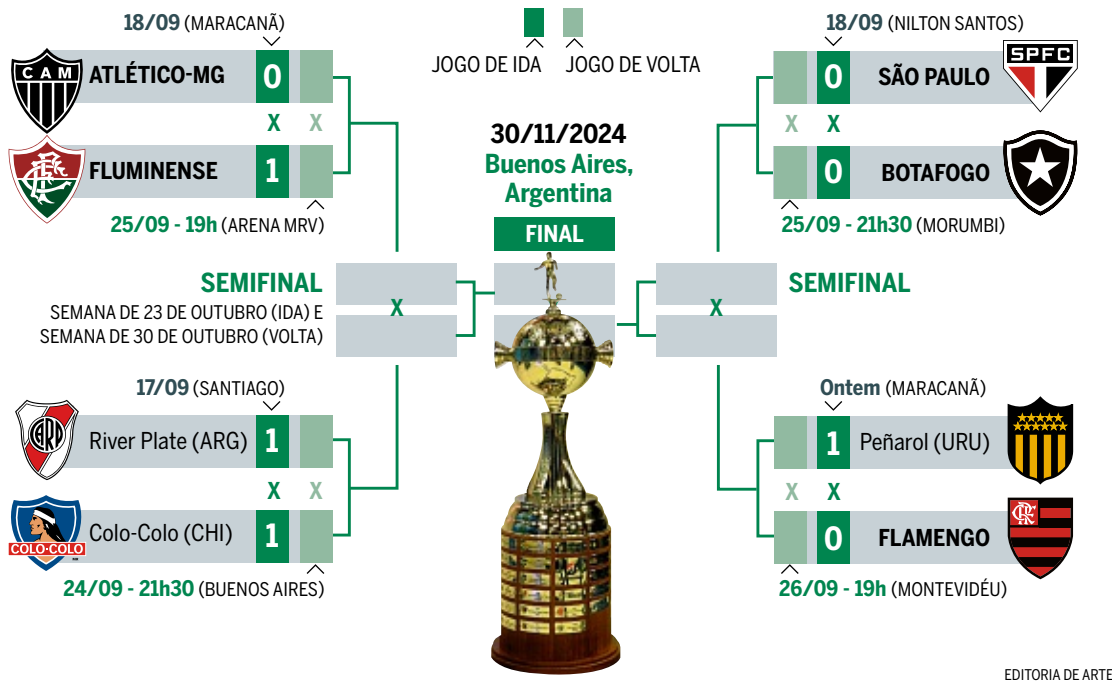 18/09 (MARACANÃ)
C A M
ATLÉTICO-MG 0
X X
FLUMINENSE 1
25/09 - 19h (ARENA MRV)
JOGO DE IDA JOGO DE VOLTA
30/11/2024
Buenos Aires,
Argentina
FINAL
18/09 (NILTON SANTOS)
0 SÃO PAULO
SPFC
X X
0 BOTAFOGO
25/09 - 21h30 (MORUMBI)
SEMIFINAL
SEMANA DE 23 DE OUTUBRO (IDA) E
SEMANA DE 30 DE OUTUBRO (VOLTA)
X
X
SEMIFINAL
17/09 (SANTIAGO)
CARP
River Plate (ARG) 1
X X
COLO-COLO
Colo-Colo (CHI) 1
24/09 - 21h30 (BUENOS AIRES)
Ontem (MARACANÃ)
1 Peñarol (URU)
X X
0 FLAMENGO
26/09 - 19h (MONTEVIDÉU)
EDITORIA DE ARTE